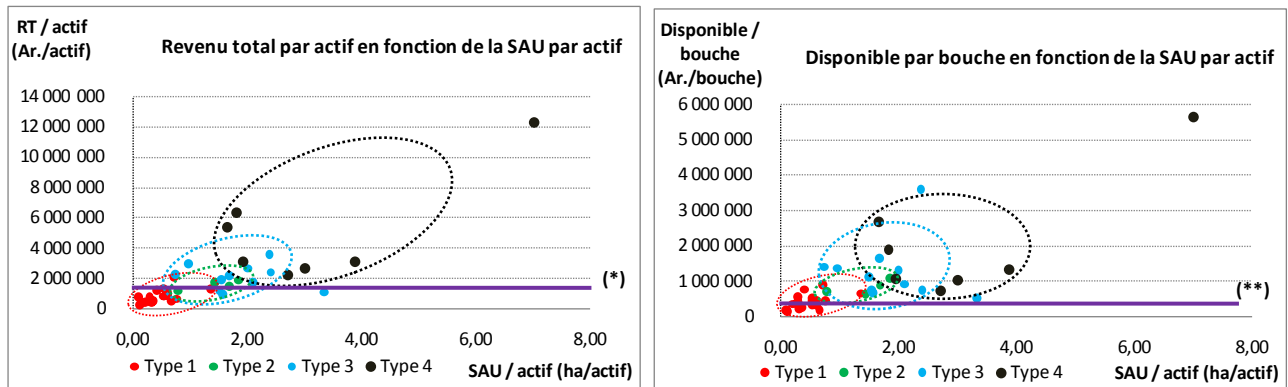 RT / actif
(Ar./actif)
Revenu total par actif en fonction de la SAU par actif
14 000 000
12 000 000
10 000 000
8 000 000
6 000 000
4 000 000
2 000 000
0
(*)
0,00 2,00 4,00 6,00 8,00
Type 1 Type 2 Type 3 Type 4 SAU / actif (ha/actif)
Disponible /
bouche
(Ar./bouche)
Disponible par bouche en fonction de la SAU par actif
6 000 000
5 000 000
4 000 000
3 000 000
2 000 000
1 000 000
0
(**)
0,00 2,00 4,00 6,00 8,00
Type 1 Type 2 Type 3 Type 4 SAU / actif (ha/actif)